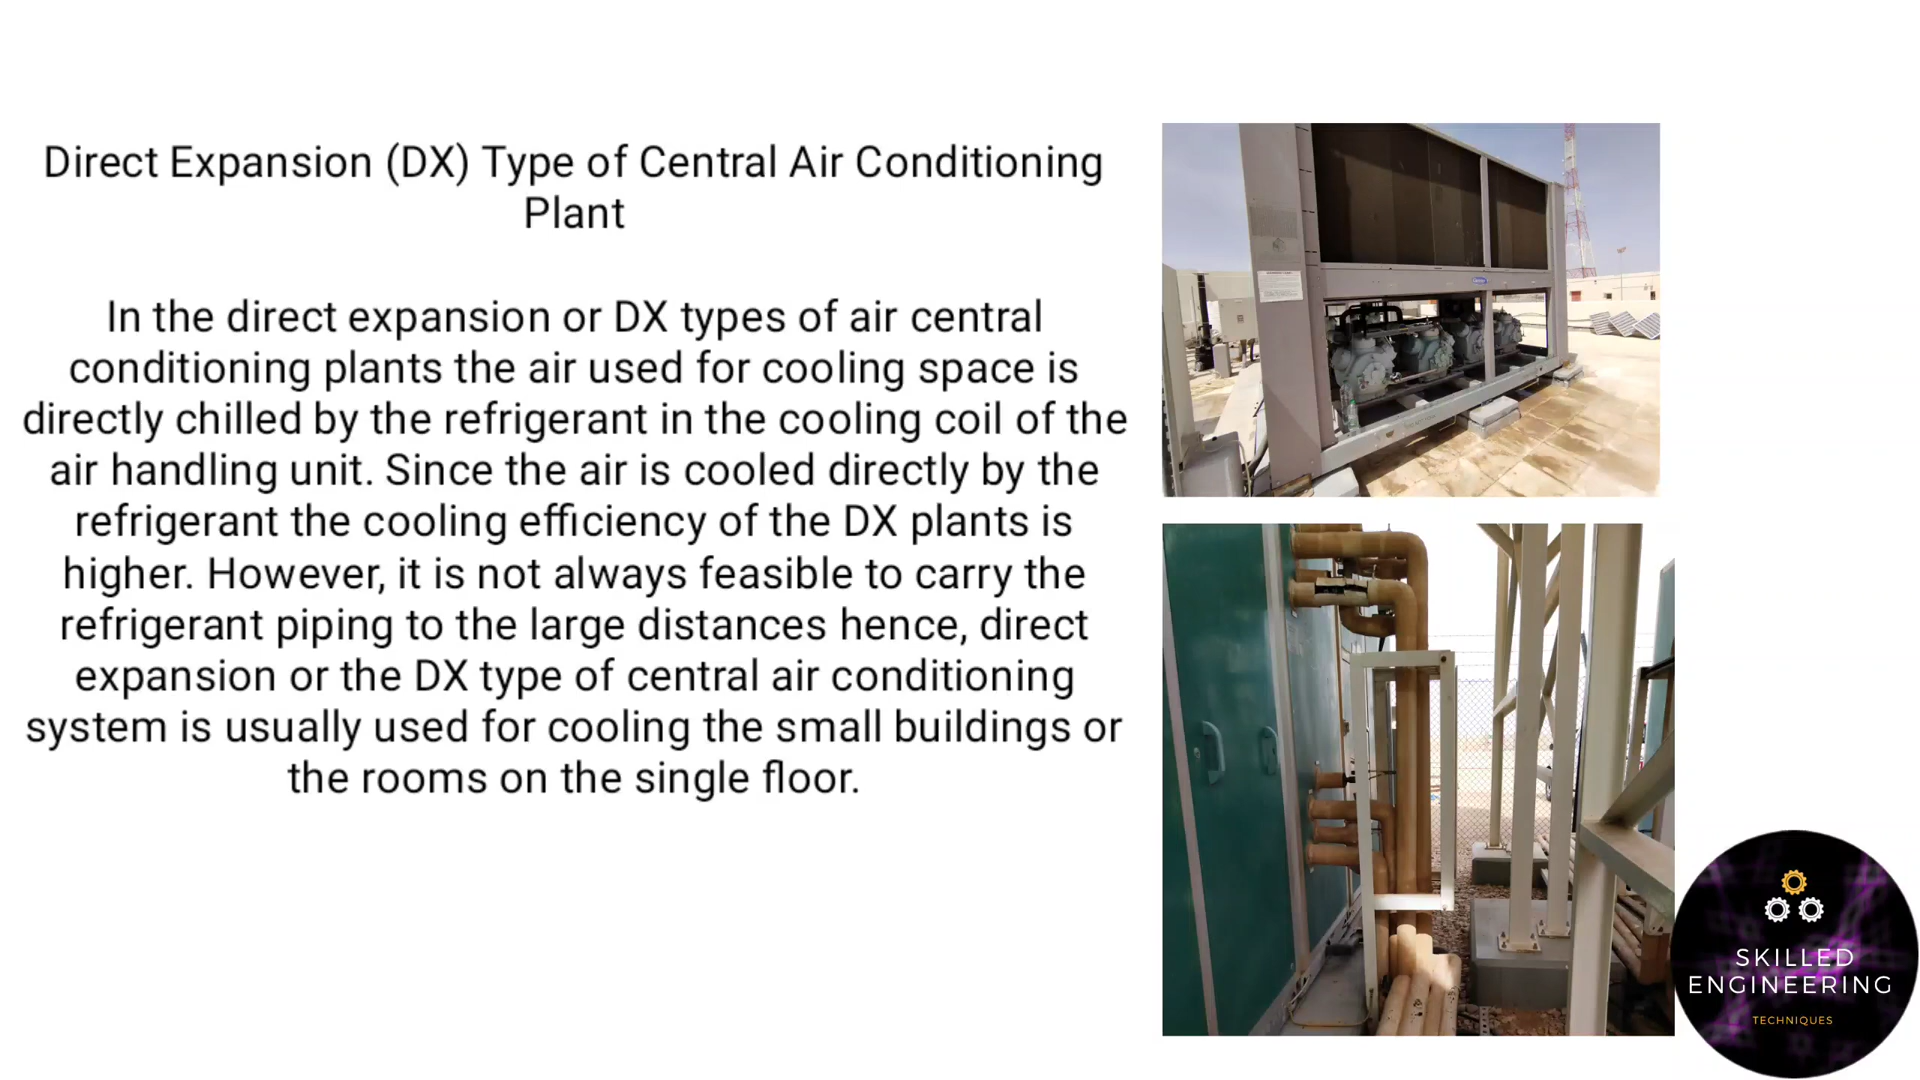 Direct Expansion (DX) Type of Central Air Conditioning
Plant
In the direct expansion or DX types of air central
conditioning plants the air used for cooling space is
directly chilled by the refrigerant in the cooling coil of the
air handling unit. Since the air is cooled directly by the
refrigerant the cooling efficiency of the DX plants is
higher. However, it is not always feasible to carry the
refrigerant piping to the large distances hence, direct
expansion or the DX type of central air conditioning
system is usually used for cooling the small buildings or
the rooms on the single floor.
SKILLED
ENGINEERING
TECHNIQUES